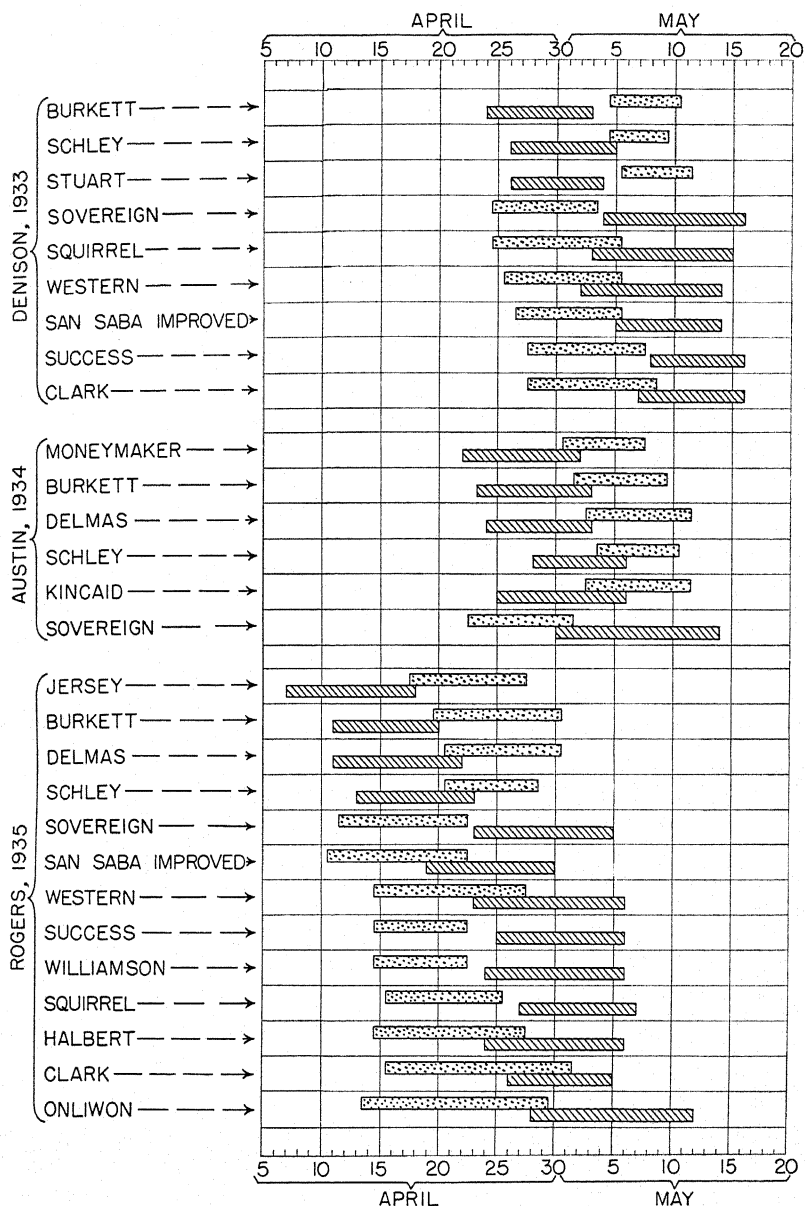 APRIL MAY
5 10 15 20 25 30 5 10 15 20
DENISON, 1933
BURKETT
SCHLEY
STUART
SOVEREIGN
SQUIRREL
WESTERN
SAN SABA IMPROVED
SUCCESS
CLARK
AUSTIN, 1934
MONEYMAKER
BURKETT
DELMAS
SCHLEY
KINCAID
SOVEREIGN
ROGERS, 1935
JERSEY
BURKETT
DELMAS
SCHLEY
SOVEREIGN
SAN SABA IMPROVED
WESTERN
SUCCESS
WILLIAMSON
SQUIRREL
HALBERT
CLARK
ONLIWON
5 10 15 20 25 30 5 10 15 20
APRIL MAY